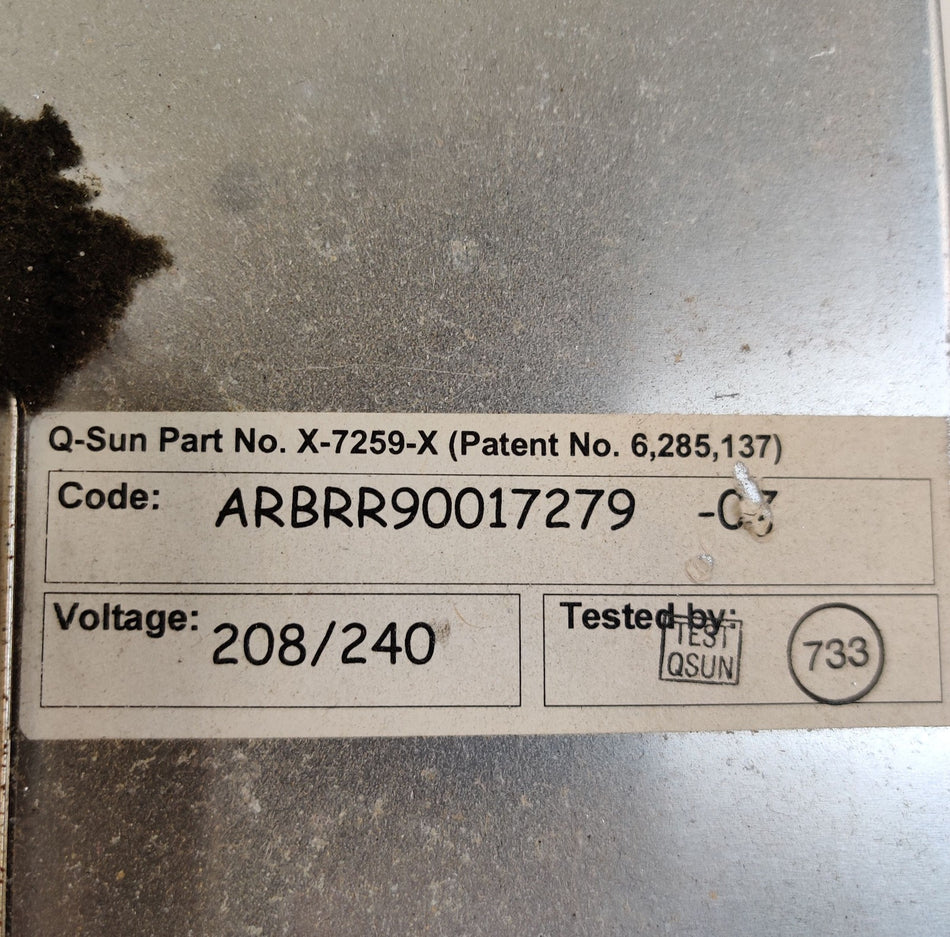 Q-Sun Part No. X-7259-X (Patent No. 6,285,137)
Code: ARBRR90017279
Voltage: 208/240
Tested by:
TEST
QSUN
733